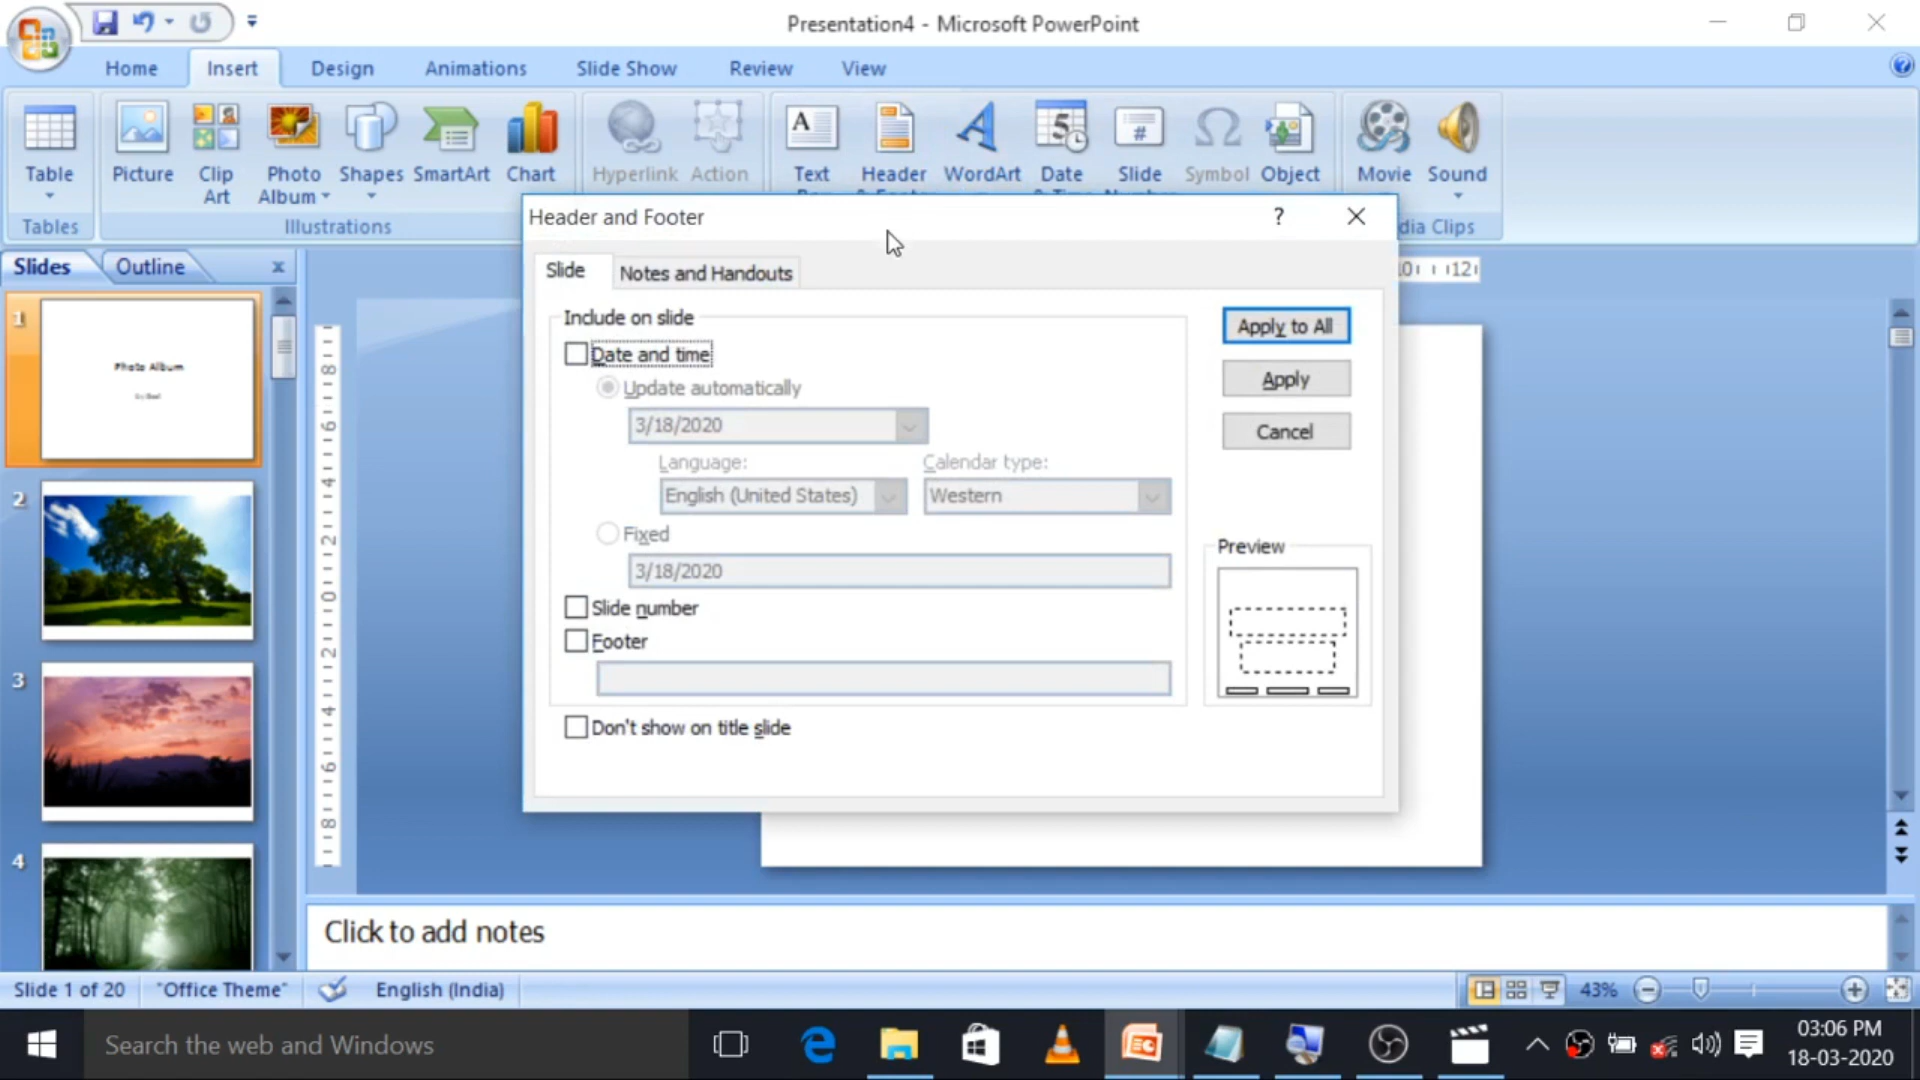 Presentation4 - Microsoft PowerPoint
Home Insert Design Animations Slide Show Review View
Table Picture Clip Art Photo Album Shapes SmartArt Chart Hyperlink Action Text Header WordArt Date Slide Symbol Object Movie Sound
Tables Illustrations dia Clips
Header and Footer
Slides Outline
Slide Notes and Handouts
Include on slide
Date and time
Update automatically
3/18/2020
Language: Calendar type:
English (United States) Western
Fixed
3/18/2020
Slide number
Footer
Don't show on title slide
Apply to All
Apply
Cancel
Preview
1
Photo Album
2
3
4
Click to add notes
Slide 1 of 20 "Office Theme" English (India) 43%
Search the web and Windows
03:06 PM
18-03-2020